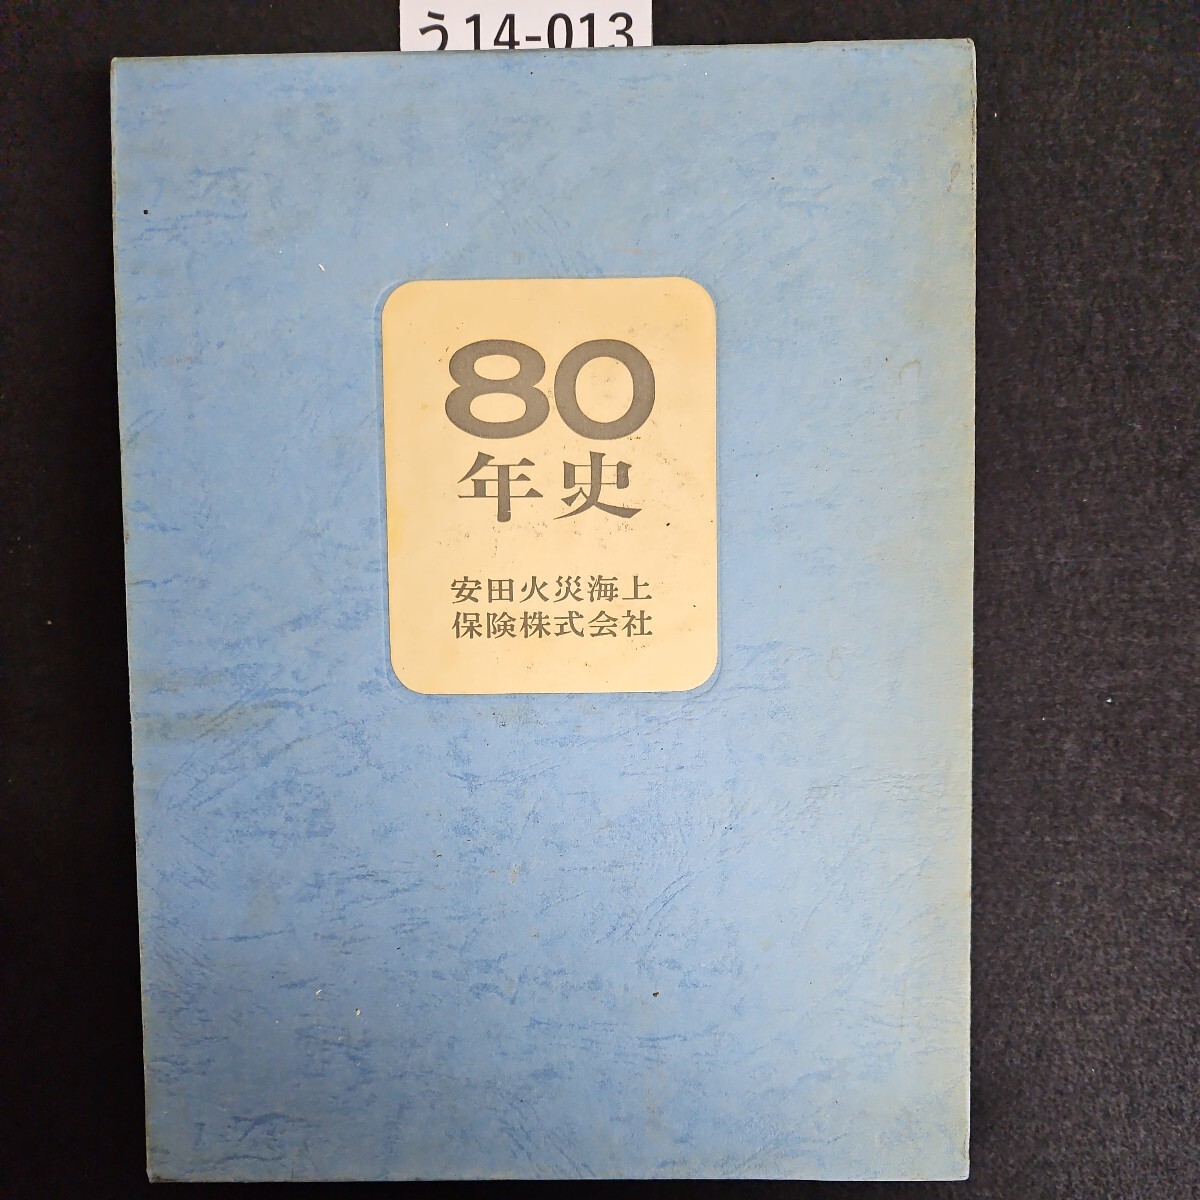 う14-013
80
年史
安田火災海上
保険株式会社